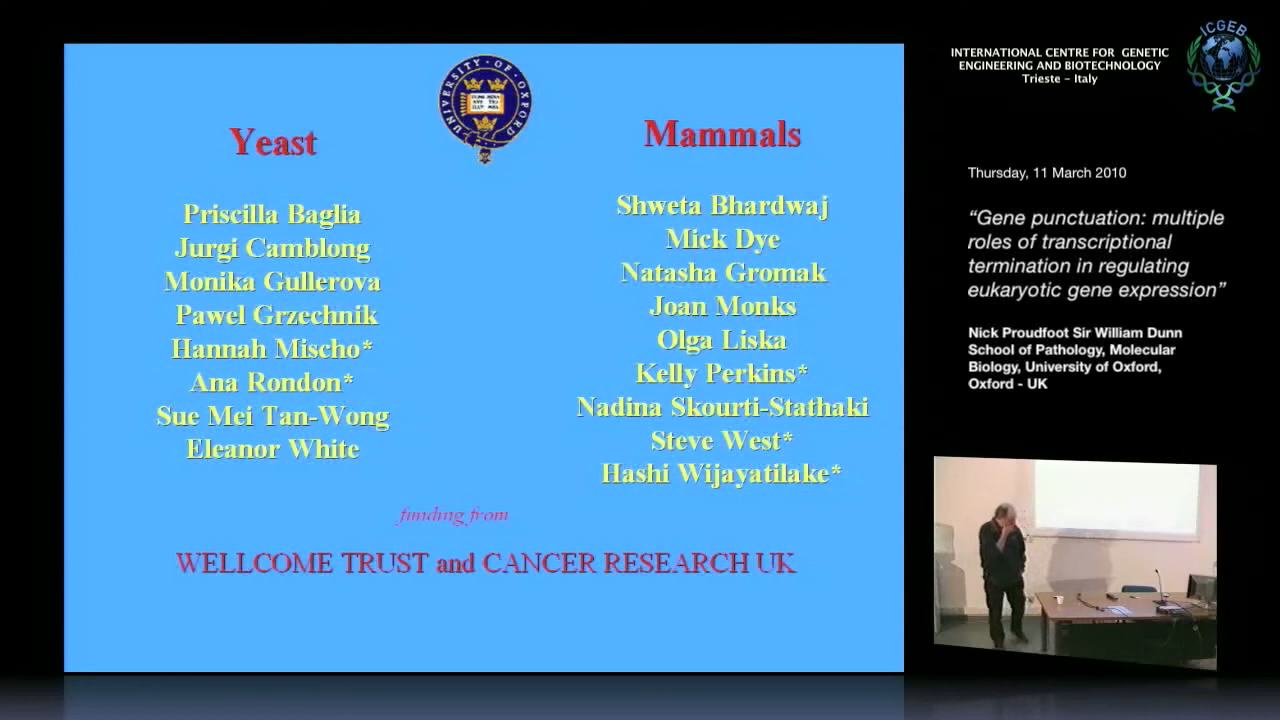 UNIVERSITY OF OXFORD
Yeast
Priscilla Baglia
Jurgi Camblong
Monika Gullerova
Pawel Grzechnik
Hannah Mischo*
Ana Rondon*
Sue Mei Tan-Wong
Eleanor White
Mammals
Shweta Bhardwaj
Mick Dye
Natasha Gromak
Joan Monks
Olga Liska
Kelly Perkins*
Nadina Skourti-Stathaki
Steve West*
Hashi Wijayatilake*
funding from
WELLCOME TRUST and CANCER RESEARCH UK
INTERNATIONAL CENTRE FOR GENETIC
ENGINEERING AND BIOTECHNOLOGY
Trieste - Italy
ICGEB
Thursday, 11 March 2010
“Gene punctuation: multiple
roles of transcriptional
termination in regulating
eukaryotic gene expression”
Nick Proudfoot Sir William Dunn
School of Pathology, Molecular
Biology, University of Oxford,
Oxford - UK